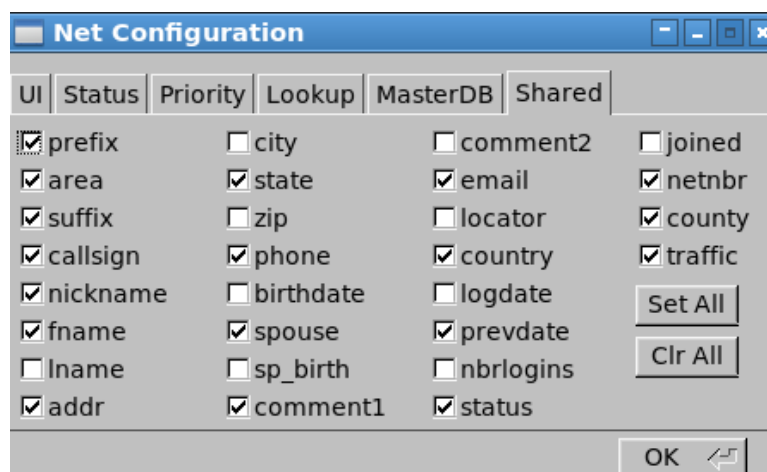 Net Configuration
UI Status Priority Lookup MasterDB Shared
prefix city comment2 joined
area state email netnbr
suffix zip locator county
callsign phone country traffic
nickname birthdate logdate Set All
fname spouse prevdate
lname sp_birth nbrlogins Clr All
addr comment1 status
OK